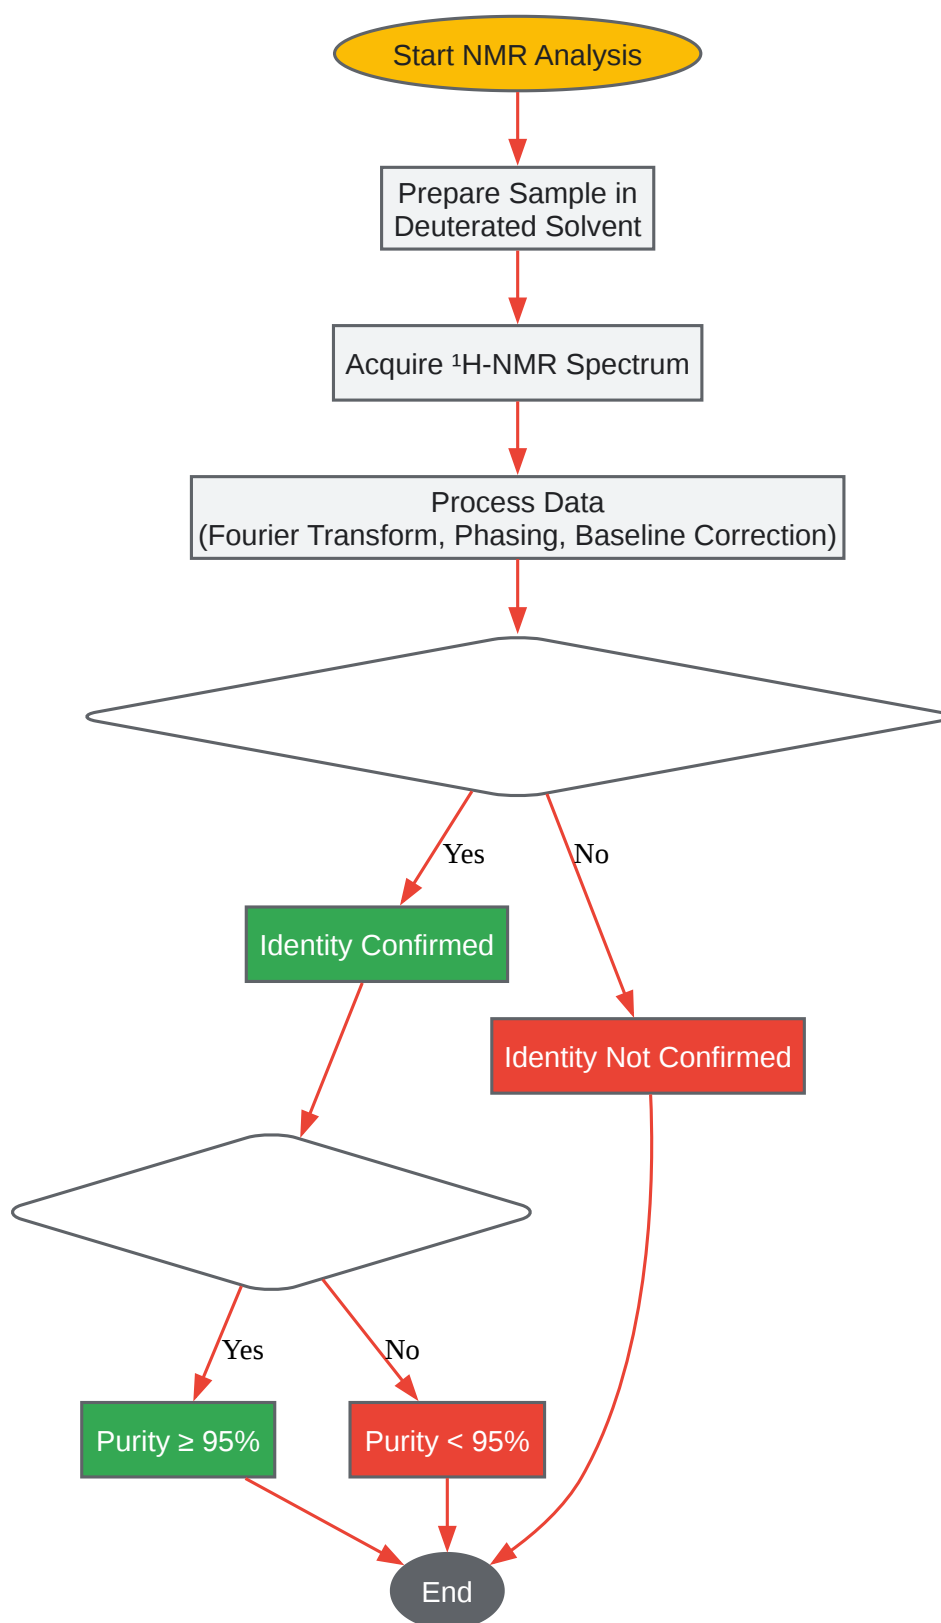 Start NMR Analysis
Prepare Sample in
Deuterated Solvent
Acquire ¹H-NMR Spectrum
Process Data
(Fourier Transform, Phasing, Baseline Correction)
Yes
No
Identity Confirmed
Identity Not Confirmed
Yes
No
Purity ≥ 95%
Purity < 95%
End